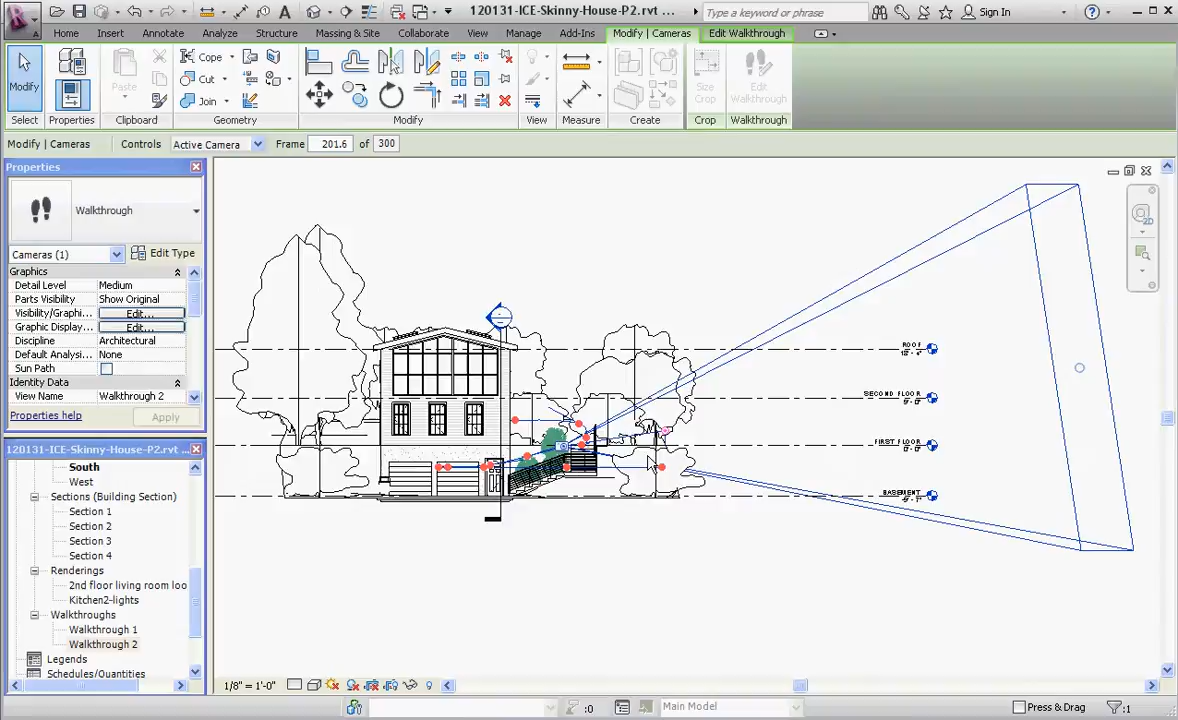 120131-ICE-Skinny-House-P2.rvt ...
Type a keyword or phrase
Sign In
Home Insert Annotate Analyze Structure Massing & Site Collaborate View Manage Add-Ins Modify | Cameras Edit Walkthrough
Modify
Select
Properties
Paste
Clipboard
Cope
Cut
Join
Geometry
Modify
View
Measure
Create
Size Crop
Crop
Edit Walkthrough
Walkthrough
Modify | Cameras Controls Active Camera Frame 201.6 of 300
Properties
Walkthrough
Cameras (1) Edit Type
Graphics
Detail Level Medium
Parts Visibility Show Original
Visibility/Graphi... Edit...
Graphic Display... Edit...
Discipline Architectural
Default Analysi... None
Sun Path
Identity Data
View Name Walkthrough 2
Properties help Apply
120131-ICE-Skinny-House-P2.rvt ...
South
West
Sections (Building Section)
Section 1
Section 2
Section 3
Section 4
Renderings
2nd floor living room loo
Kitchen2-lights
Walkthroughs
Walkthrough 1
Walkthrough 2
Legends
Schedules/Quantities
2D
ROOF
SECOND FLOOR
FIRST FLOOR
BASEMENT
1/8" = 1'-0"
:0
Main Model
Press & Drag
:1